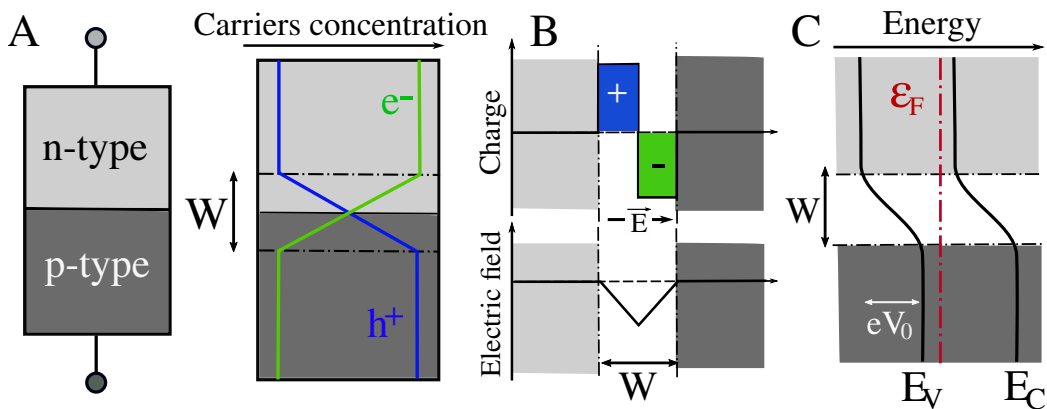 A
n-type
p-type
Carriers concentration
e-
W
h+
B
Charge
+
-
E
Electric field
W
C
Energy
εF
W
eV0
EV
EC